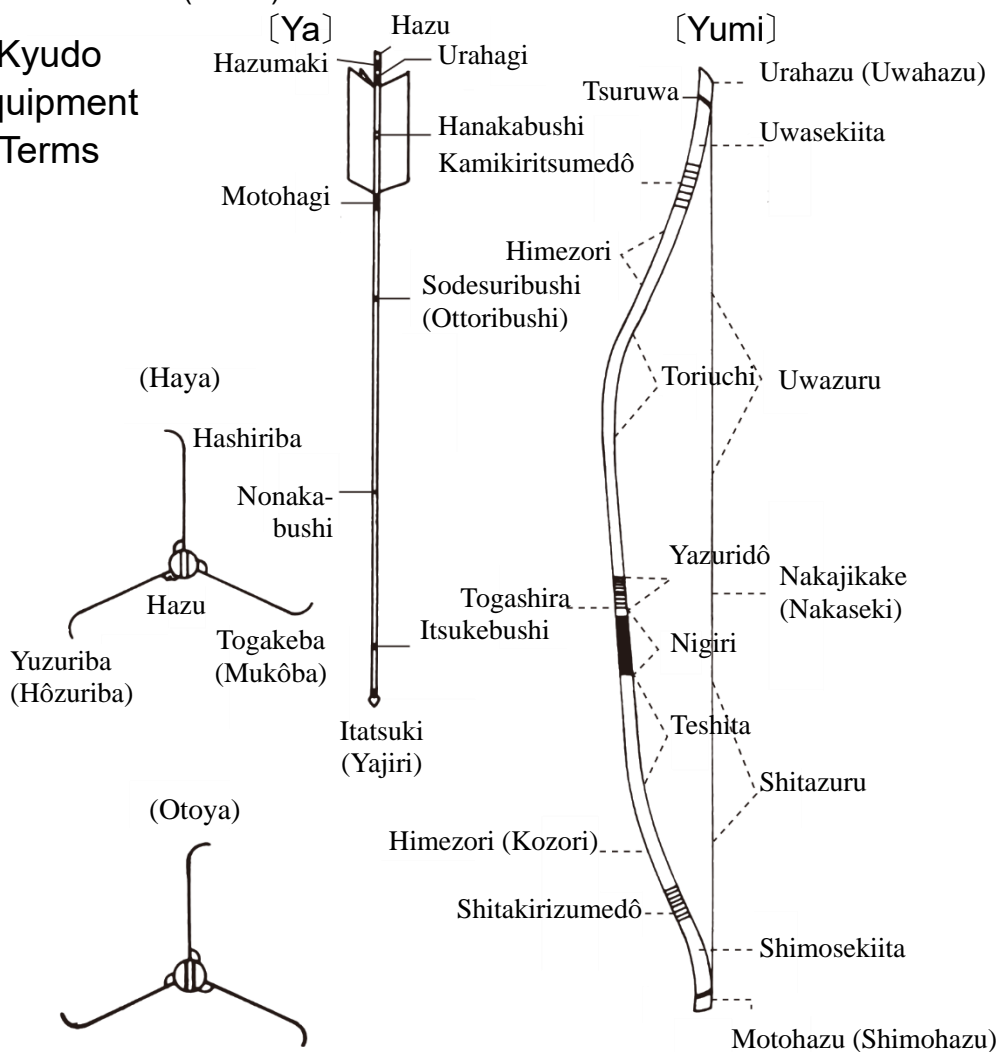 Kyudo
quipment
Terms
〔Ya〕
Hazu
Hazumaki
Urahagi
Hanakabushi
Motohagi
Sodesuribushi
(Ottoribushi)
Nonaka-
bushi
Itsukebushi
Itatsuki
(Yajiri)
(Haya)
Hashiriba
Hazu
Yuzuriba
(Hôzuriba)
Togakeba
(Mukôba)
(Otoya)
〔Yumi〕
Urahazu (Uwahazu)
Tsuruwa
Uwasekiita
Kamikiritsumedô
Himezori
Toriuchi
Uwazuru
Yazuridô
Nakajikake
(Nakaseki)
Togashira
Nigiri
Teshita
Shitazuru
Himezori (Kozori)
Shitakirizumedô
Shimosekiita
Motohazu (Shimohazu)